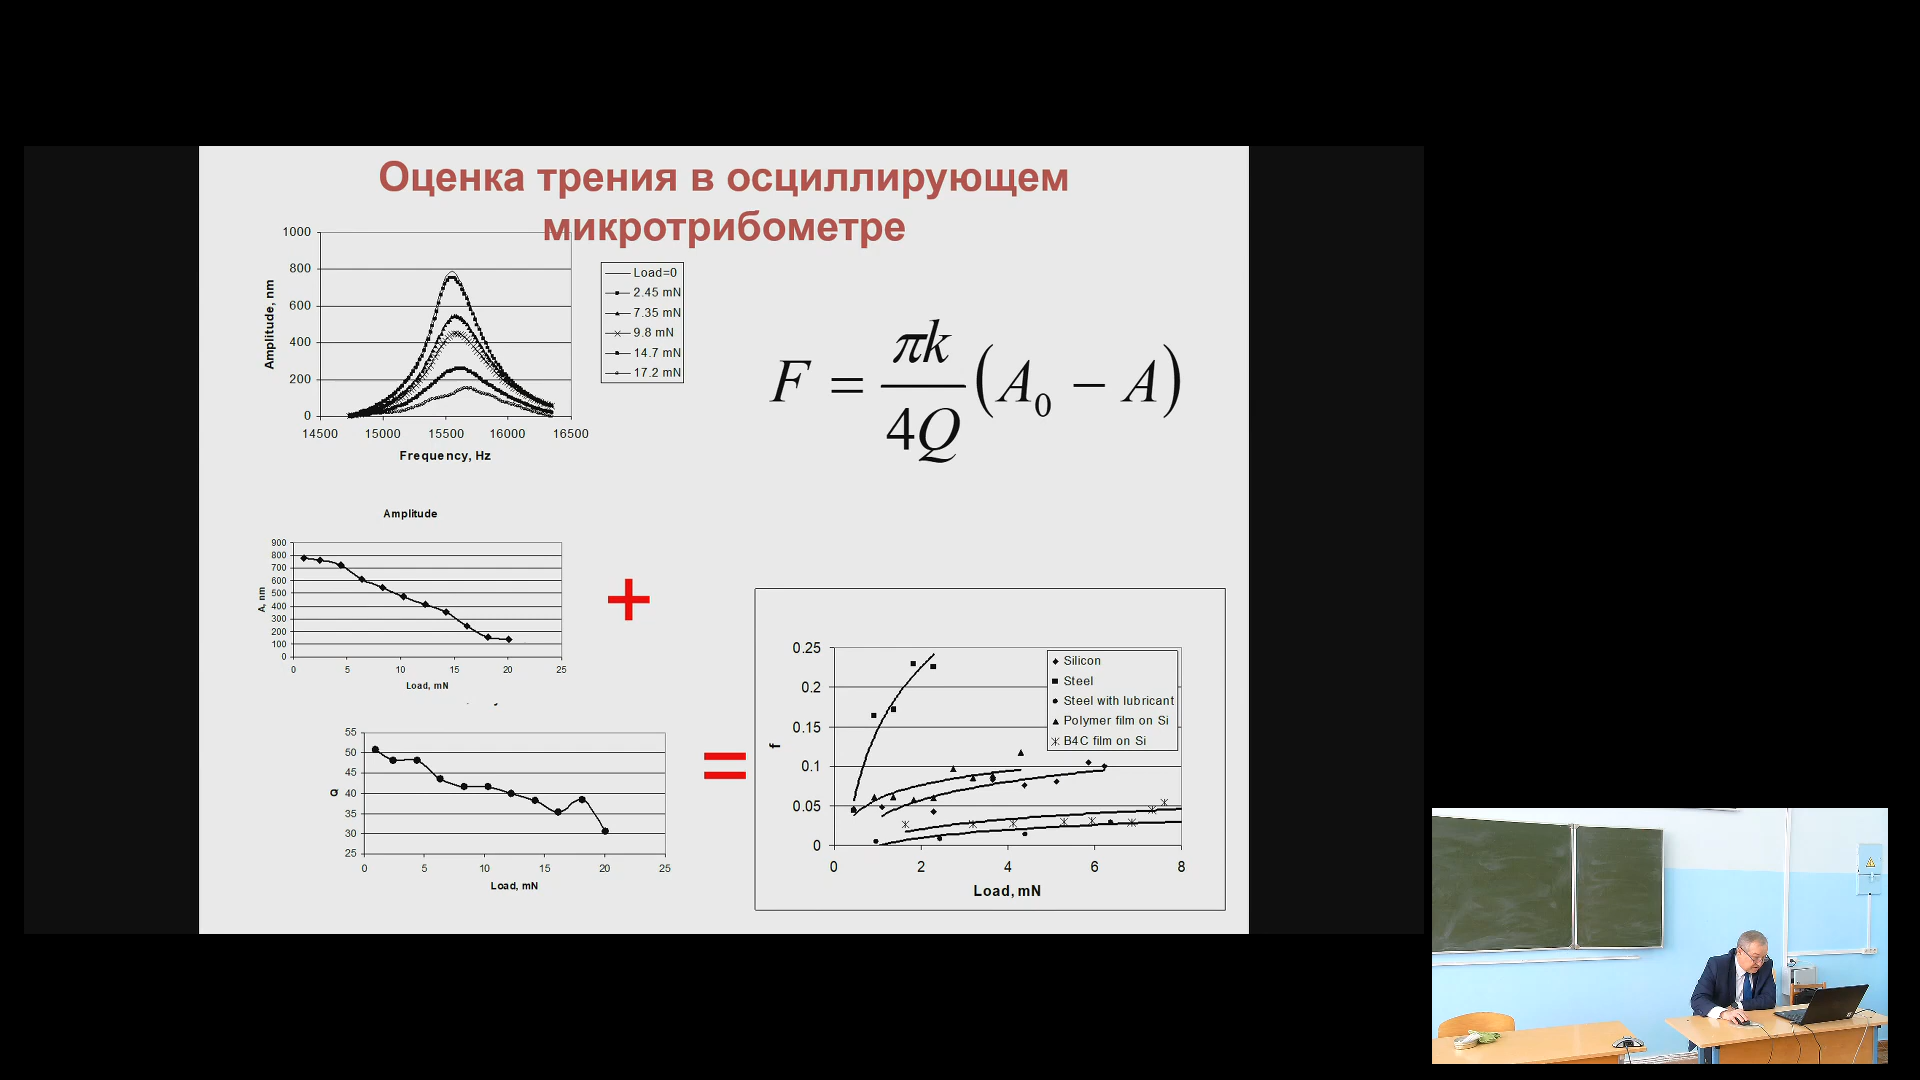 Оценка трения в осциллирующем
микротрибометре
1000
800
600
400
200
0
Amplitude, nm
14500 15000 15500 16000 16500
Frequency, Hz
Load=0
2.45 mN
7.35 mN
9.8 mN
14.7 mN
17.2 mN
F = πk/4Q (A₀ − A)
Amplitude
900
800
700
600
500
400
300
200
100
0
A, nm
0 5 10 15 20 25
Load, mN
+
55
50
45
40
35
30
25
Q
0 5 10 15 20 25
Load, mN
=
0.25
0.2
0.15
0.1
0.05
0
f
0 2 4 6 8
Load, mN
Silicon
Steel
Steel with lubricant
Polymer film on Si
B4C film on Si